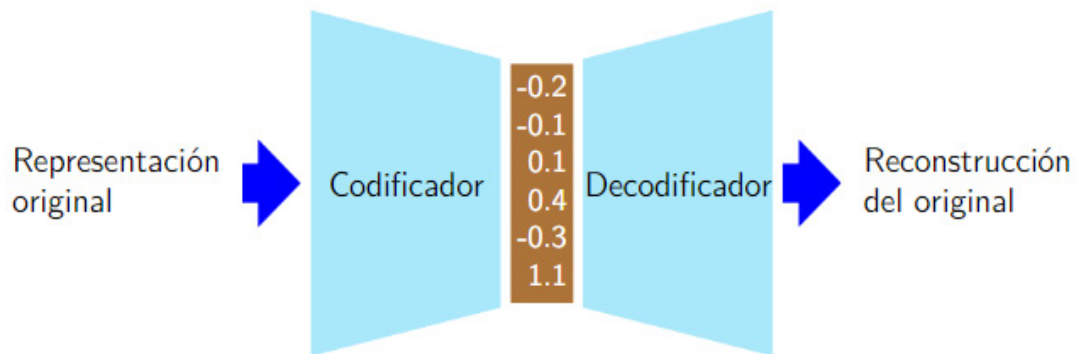 Representación
original
Codificador
-0.2
-0.1
0.1
0.4
-0.3
1.1
Decodificador
Reconstrucción
del original